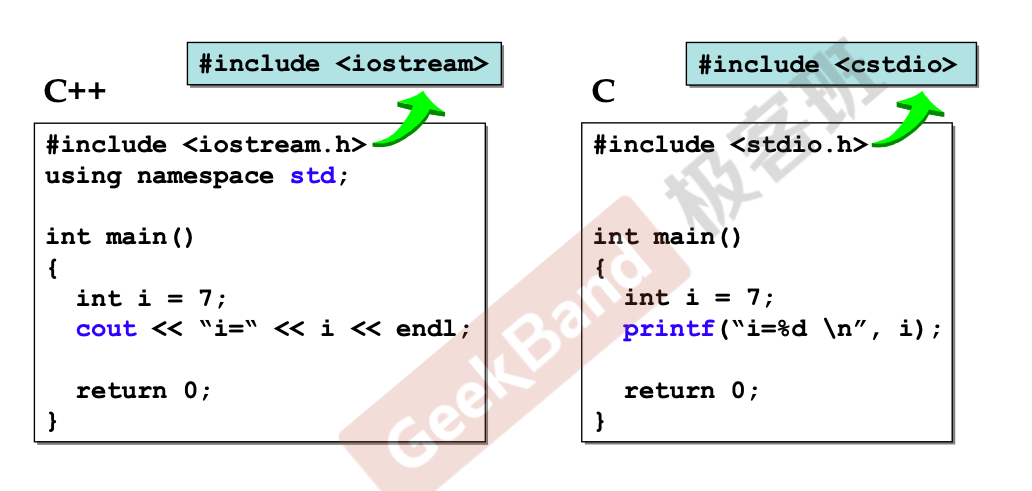 #include <iostream>
C++
#include <iostream.h>
using namespace std;
int main()
{
int i = 7;
cout << “i=“ << i << endl;
return 0;
}
#include <cstdio>
C
#include <stdio.h>
int main()
{
int i = 7;
printf(“i=%d \n”, i);
return 0;
}
GeekBand 极客班